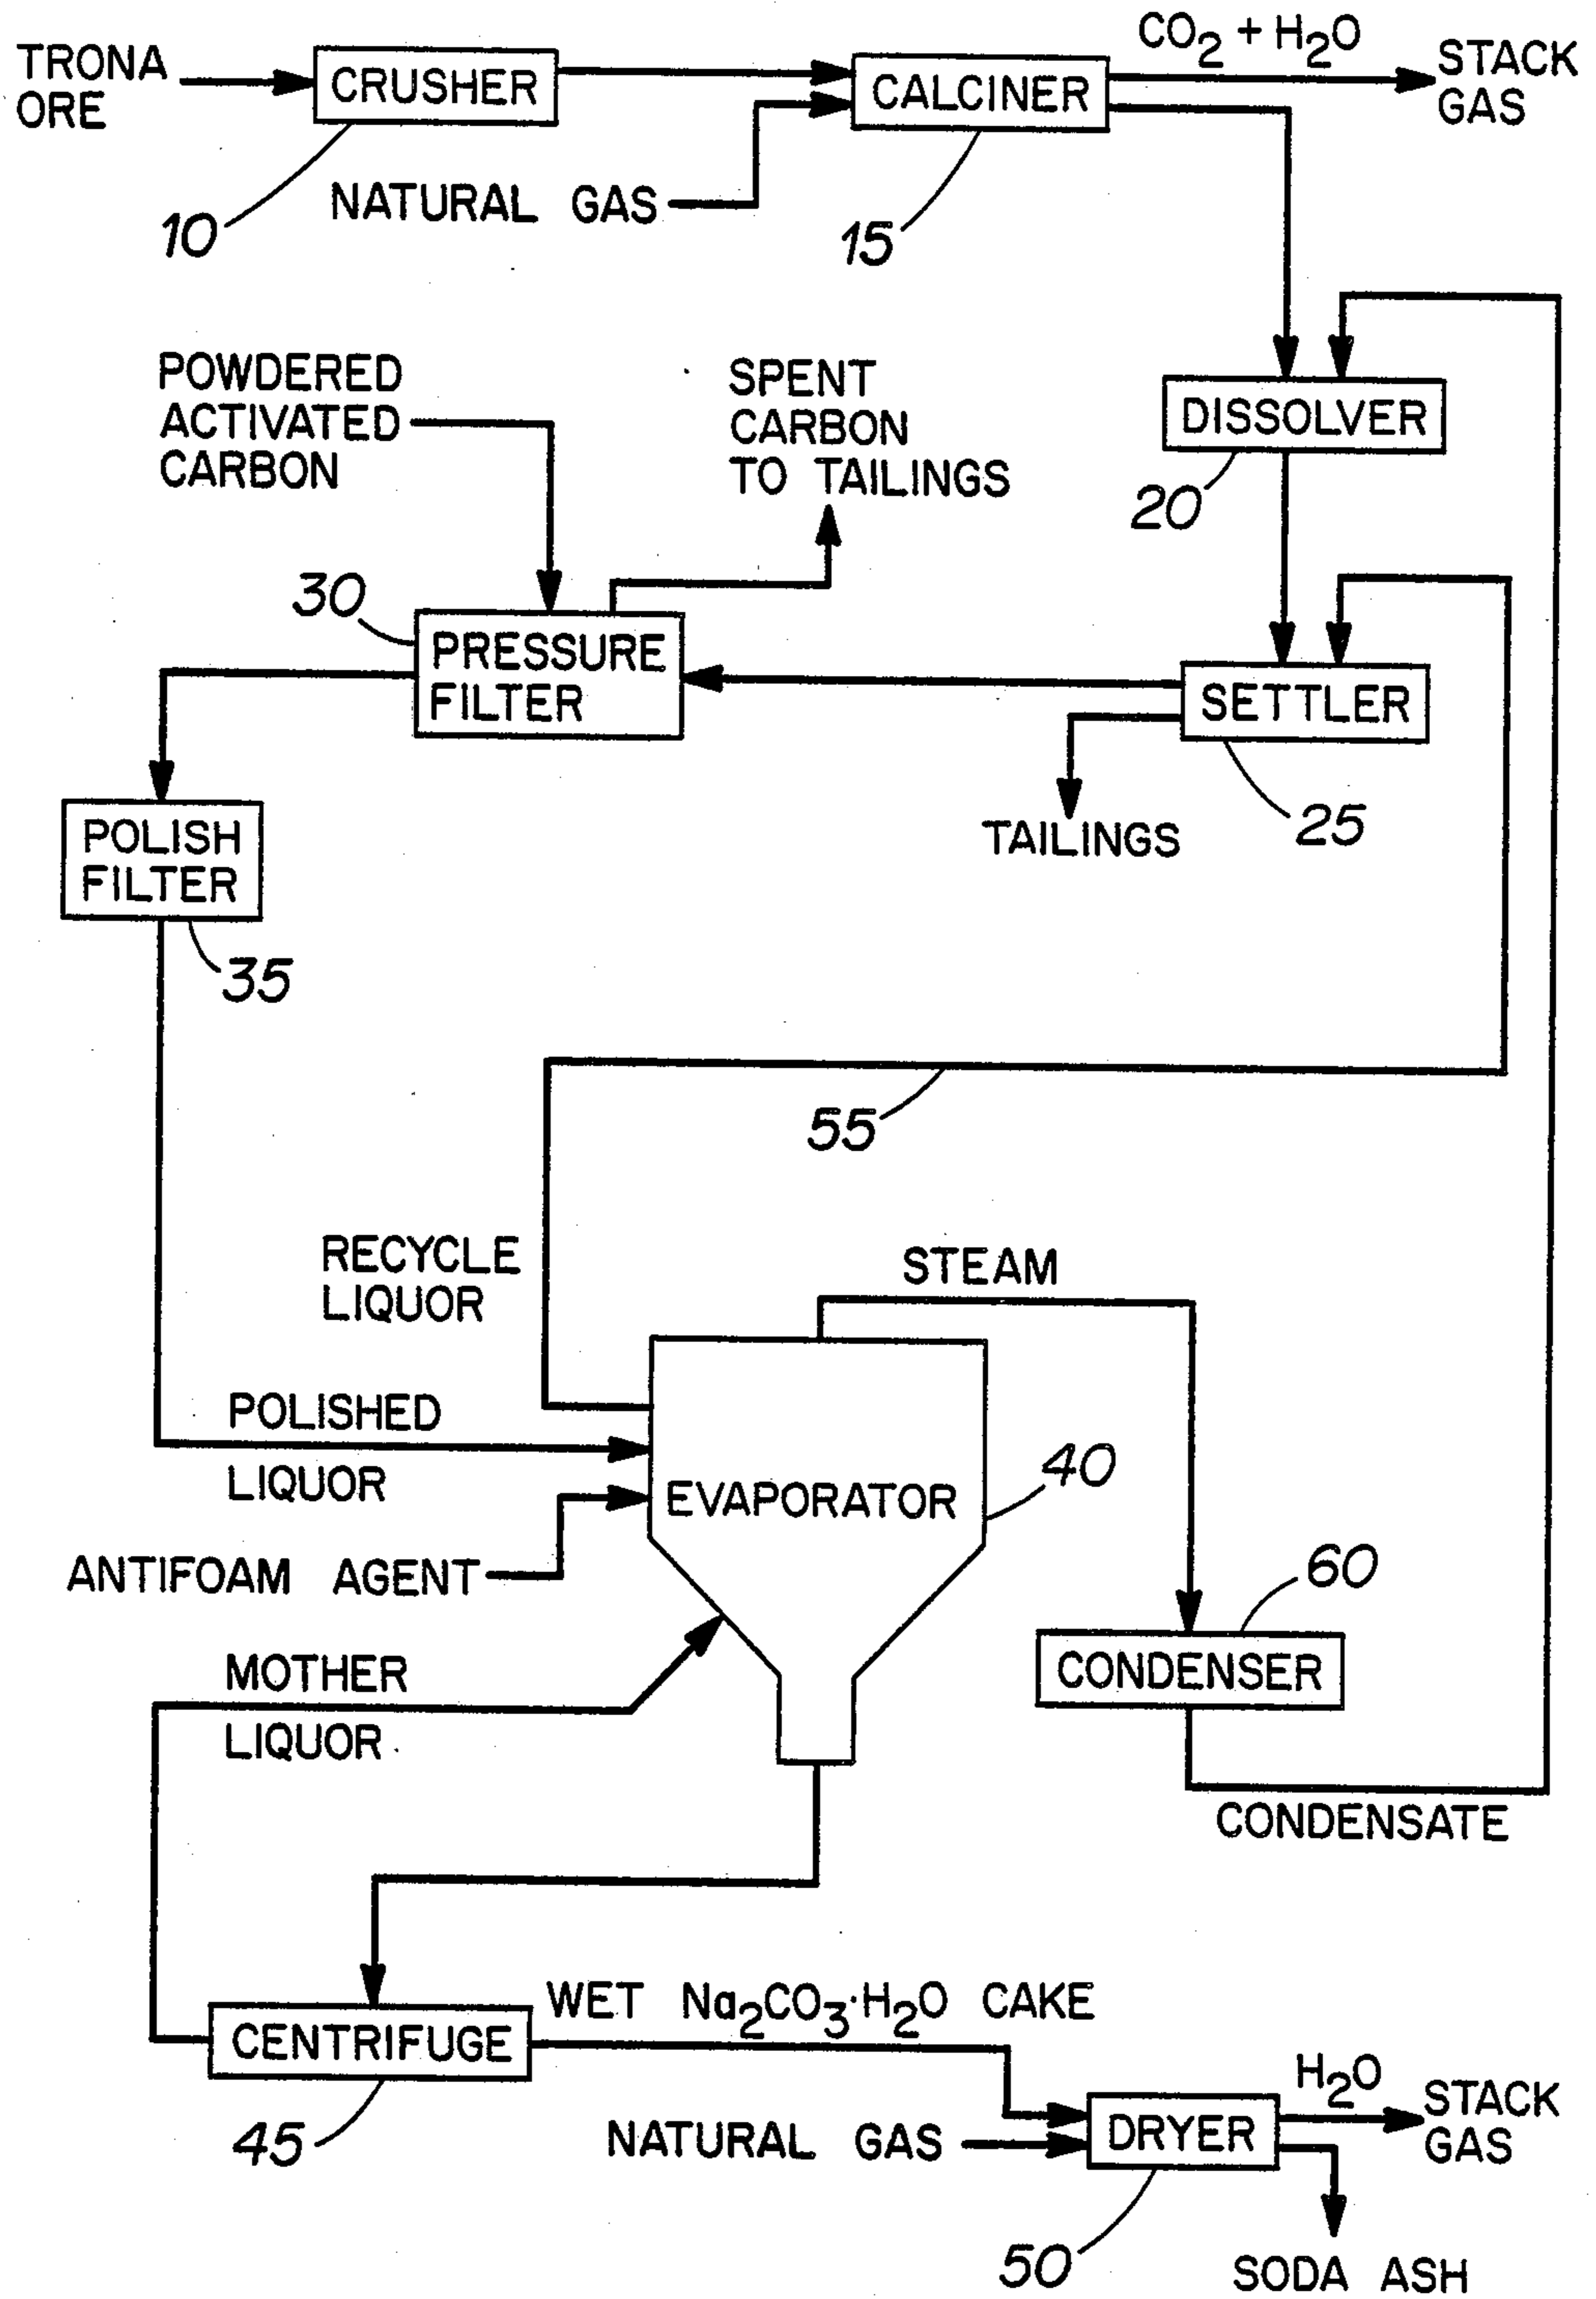 CO2 + H2O
TRONA
ORE
CRUSHER
CALCINER
STACK
GAS
NATURAL GAS
10
15
POWDERED
ACTIVATED
CARBON
SPENT
CARBON
TO TAILINGS
DISSOLVER
20
30
PRESSURE
FILTER
SETTLER
TAILINGS
25
POLISH
FILTER
35
55
RECYCLE
LIQUOR
STEAM
POLISHED
LIQUOR
EVAPORATOR
40
ANTIFOAM AGENT
60
CONDENSER
MOTHER
LIQUOR
CONDENSATE
WET Na2CO3·H2O CAKE
CENTRIFUGE
45
H2O
STACK
GAS
NATURAL GAS
DRYER
50
SODA ASH